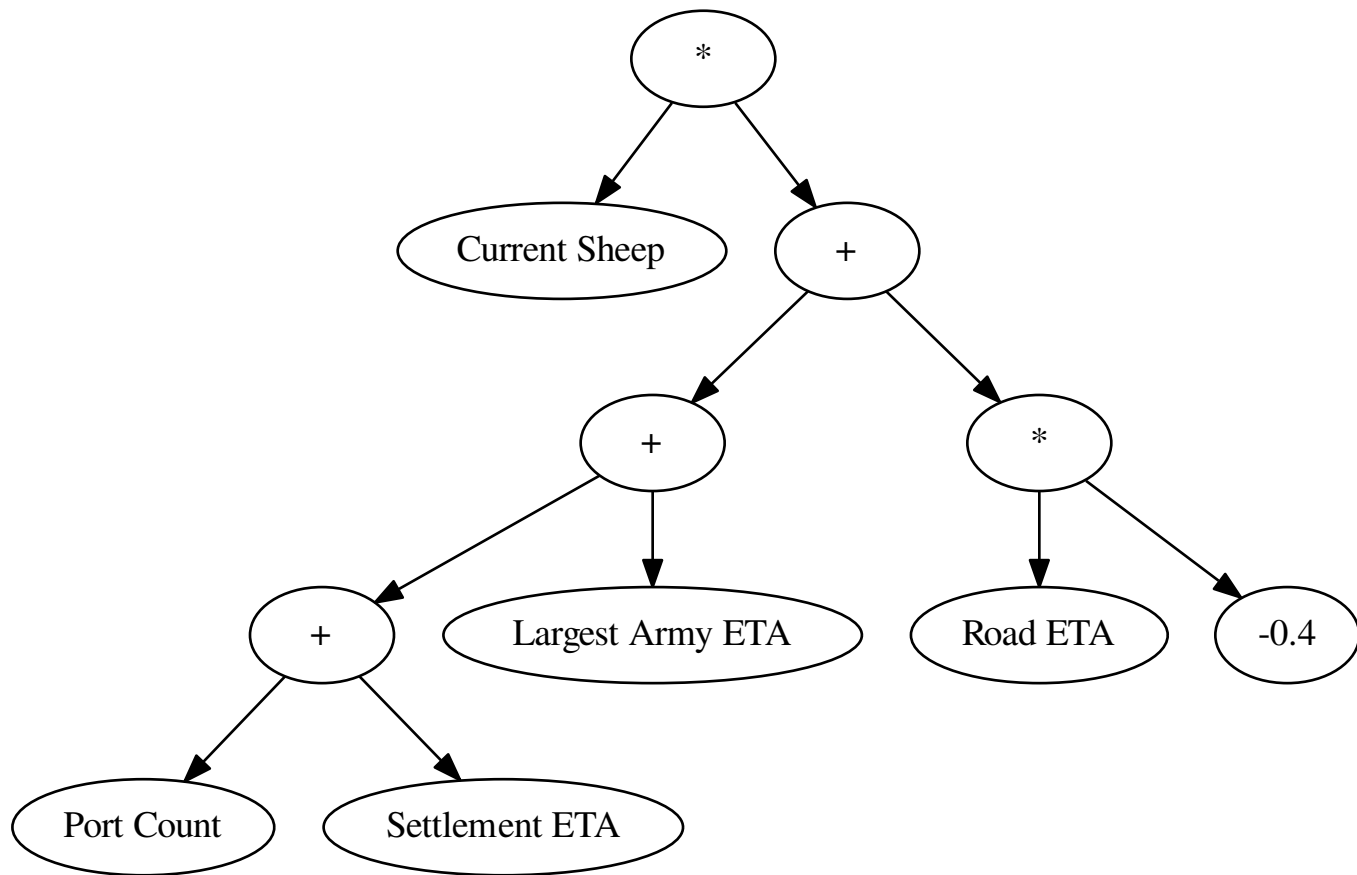 *
Current Sheep
+
+
*
+
Largest Army ETA
Road ETA
-0.4
Port Count
Settlement ETA